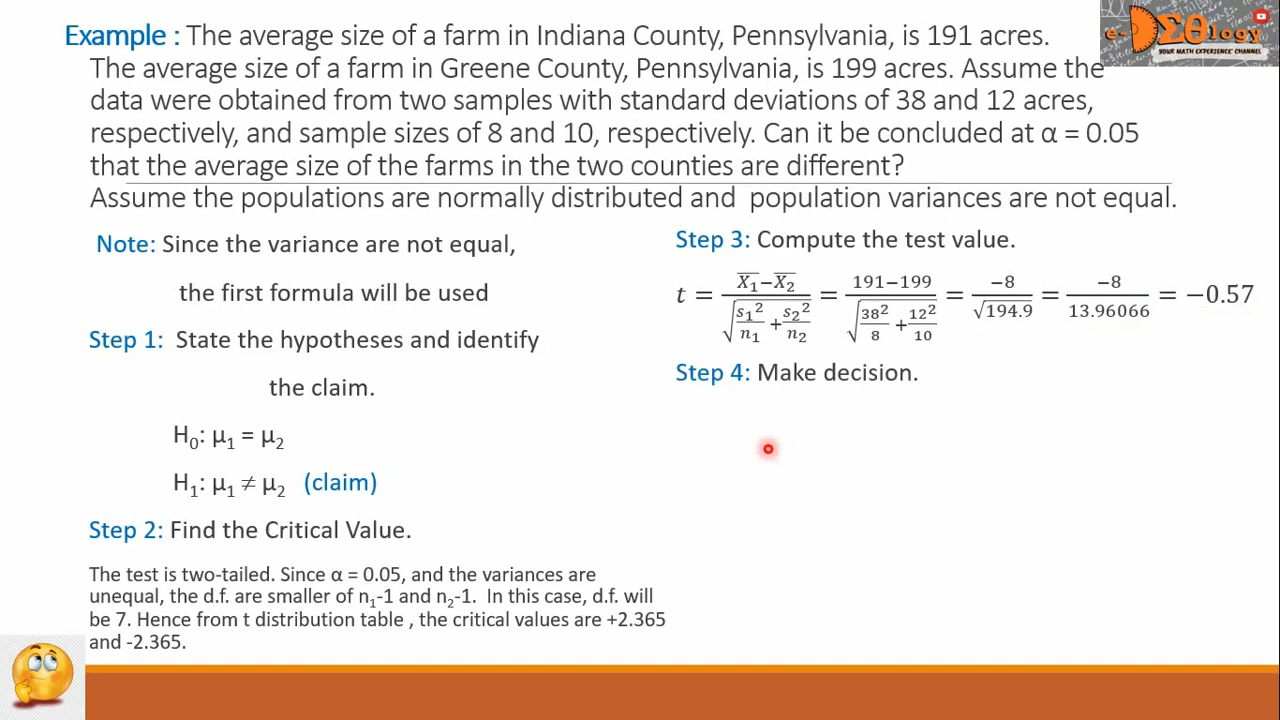 Example : The average size of a farm in Indiana County, Pennsylvania, is 191 acres.
The average size of a farm in Greene County, Pennsylvania, is 199 acres. Assume the
data were obtained from two samples with standard deviations of 38 and 12 acres,
respectively, and sample sizes of 8 and 10, respectively. Can it be concluded at α = 0.05
that the average size of the farms in the two counties are different?
Assume the populations are normally distributed and population variances are not equal.
e-DΣθlogy
YOUR MATH EXPERIENCE CHANNEL
Note: Since the variance are not equal,
the first formula will be used
Step 1: State the hypotheses and identify
the claim.
H₀: µ₁ = µ₂
H₁: µ₁ ≠ µ₂ (claim)
Step 2: Find the Critical Value.
The test is two-tailed. Since α = 0.05, and the variances are
unequal, the d.f. are smaller of n₁-1 and n₂-1. In this case, d.f. will
be 7. Hence from t distribution table , the critical values are +2.365
and -2.365.
Step 3: Compute the test value.
t = (X̅₁−X̅₂)/√(s₁²/n₁ + s₂²/n₂) = (191−199)/√(38²/8 + 12²/10) = −8/√194.9 = −8/13.96066 = −0.57
Step 4: Make decision.